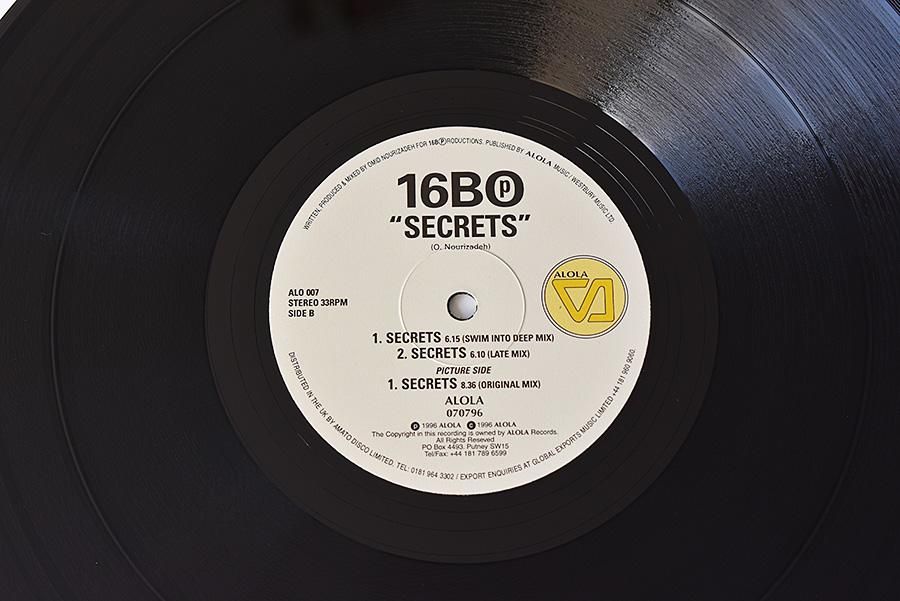 WRITTEN, PRODUCED & MIXED BY OMID NOURIZADEH FOR 16BⓅRODUCTIONS. PUBLISHED BY ALOLA MUSIC / WESTBURY MUSIC LTD.
16BⓅ
“SECRETS”
(O. Nourizadeh)
ALOLA
ALO 007
STEREO 33RPM
SIDE B
1. SECRETS 6.15 (SWIM INTO DEEP MIX)
2. SECRETS 6.10 (LATE MIX)
PICTURE SIDE
1. SECRETS 8.36 (ORIGINAL MIX)
ALOLA
070796
Ⓟ 1996 ALOLA © 1996 ALOLA
The Copyright in this recording is owned by ALOLA Records.
All Rights Reseved
PO Box 4493. Putney SW15
Tel/Fax: +44 181 789 6599
DISTRIBUTED IN THE UK BY AMATO DISCO LIMITED, TEL: 0181 964 3302 / EXPORT ENQUIRIES AT GLOBAL EXPORTS MUSIC LIMITED +44 181 960 9060.